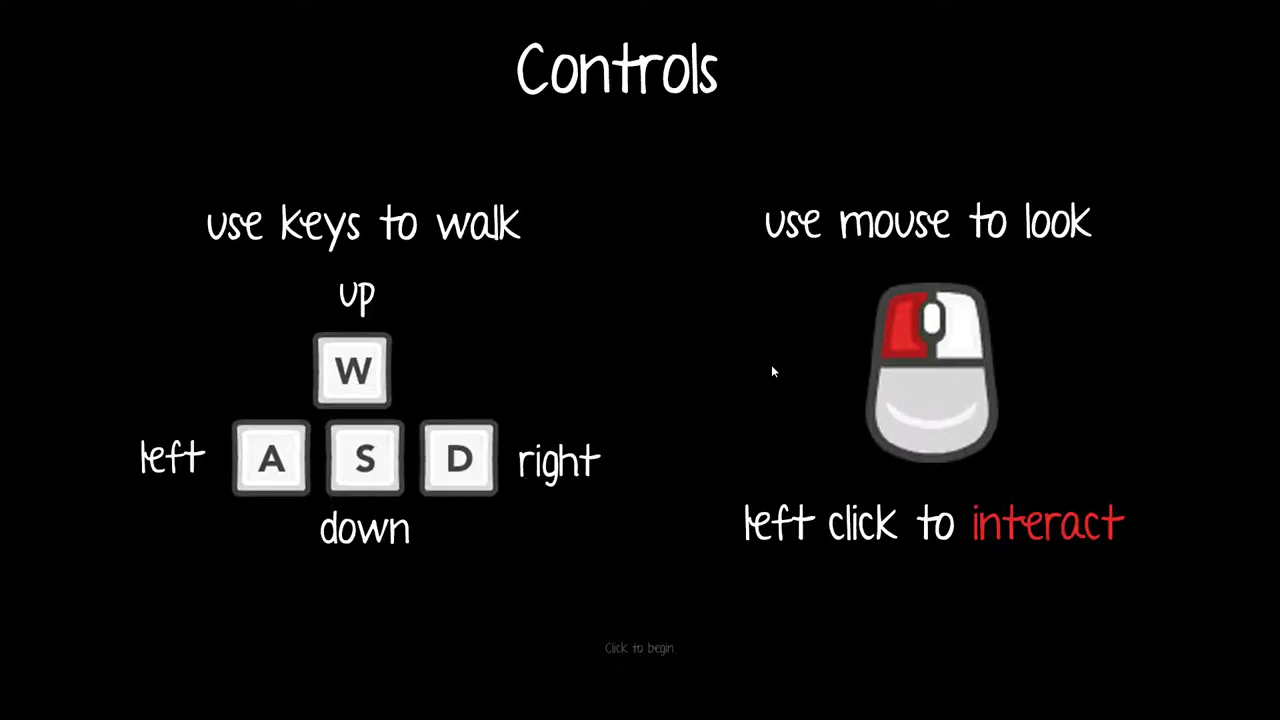 Controls
use keys to walk
up
W
left A S D right
down
use mouse to look
left click to interact
Click to begin